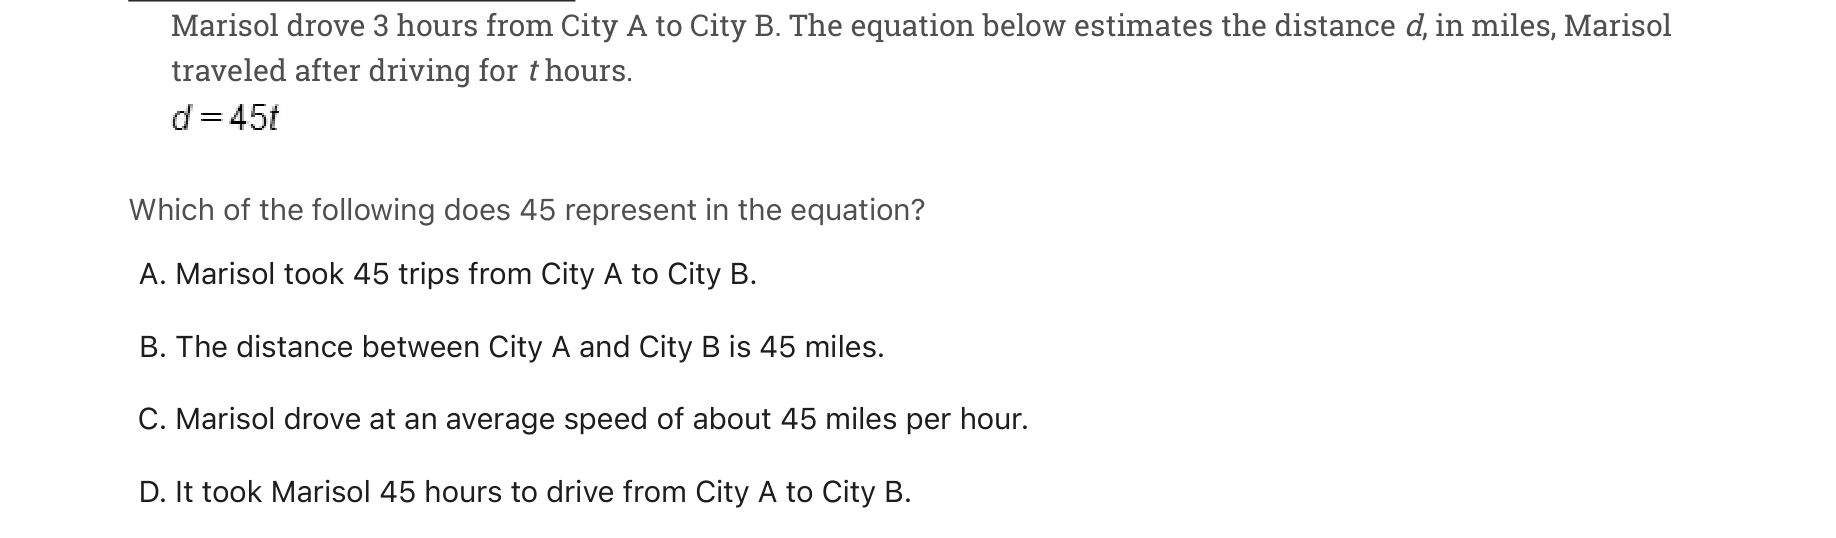 Marisol drove 3 hours from City A to City B. The equation below estimates the distance d, in miles, Marisol
traveled after driving for t hours.
d = 45t
Which of the following does 45 represent in the equation?
A. Marisol took 45 trips from City A to City B.
B. The distance between City A and City B is 45 miles.
C. Marisol drove at an average speed of about 45 miles per hour.
D. It took Marisol 45 hours to drive from City A to City B.